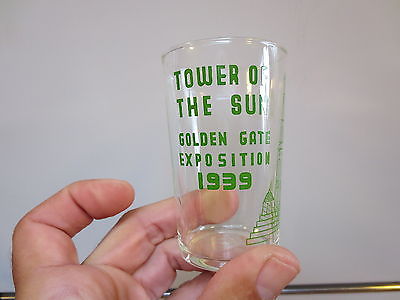 TOWER OF
THE SUN
GOLDEN GATE
EXPOSITION
1939